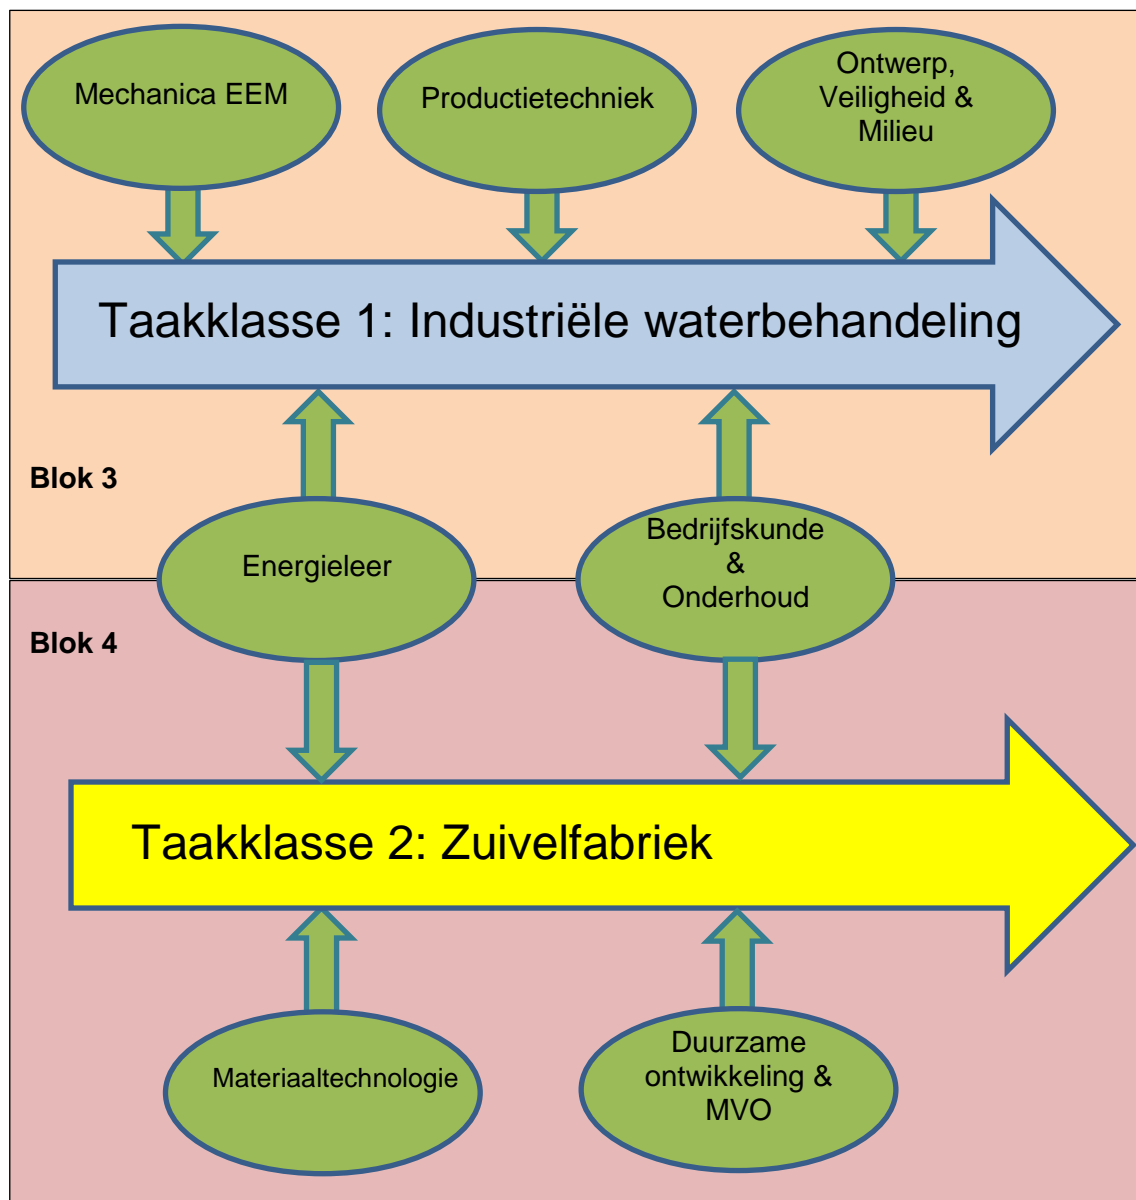 Mechanica EEM
Productietechniek
Ontwerp,
Veiligheid &
Milieu
Taakklasse 1: Industriële waterbehandeling
Blok 3
Energieleer
Bedrijfskunde
&
Onderhoud
Blok 4
Taakklasse 2: Zuivelfabriek
Materiaaltechnologie
Duurzame
ontwikkeling &
MVO